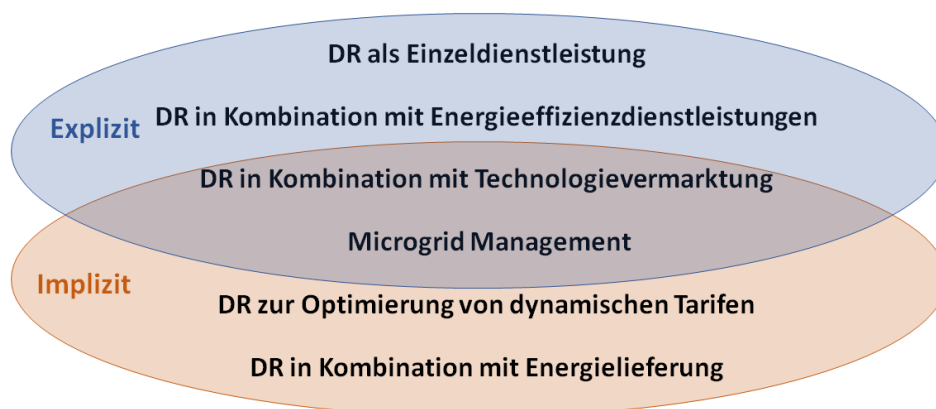 DR als Einzeldienstleistung
Explizit
DR in Kombination mit Energieeffizienzdienstleistungen
DR in Kombination mit Technologievermarktung
Microgrid Management
Implizit
DR zur Optimierung von dynamischen Tarifen
DR in Kombination mit Energielieferung